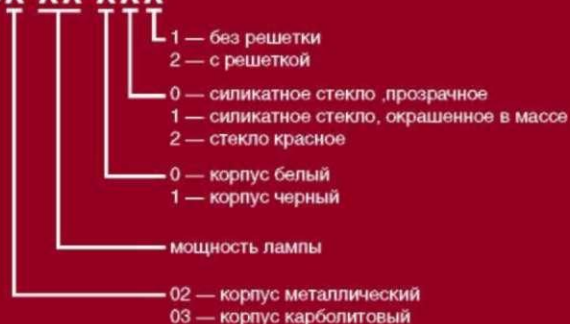 1 — без решетки
2 — с решеткой
0 — силикатное стекло ,прозрачное
1 — силикатное стекло, окрашенное в массе
2 — стекло красное
0 — корпус белый
1 — корпус черный
мощность лампы
02 — корпус металлический
03 — корпус карболитовый